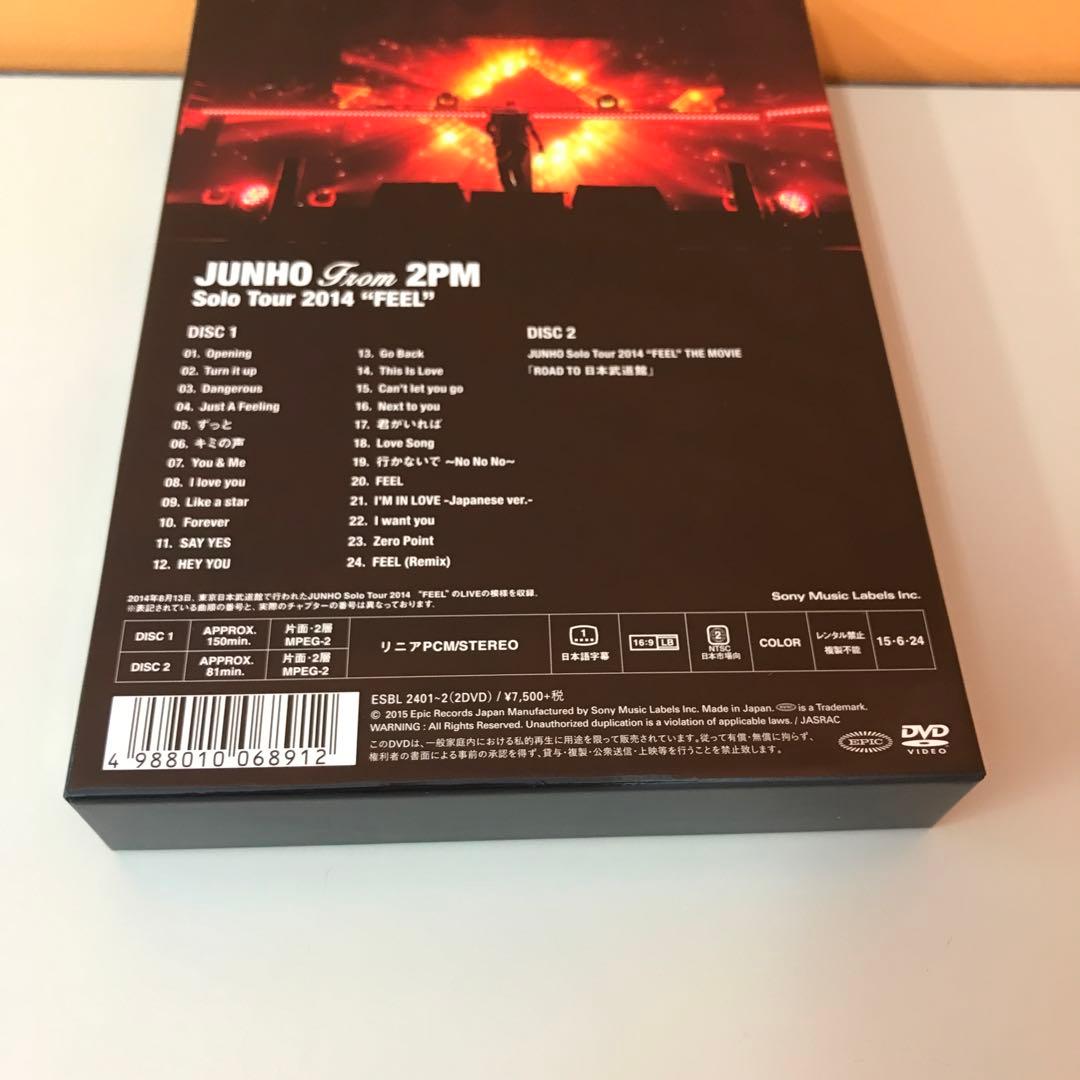 JUNHO From 2PM
Solo Tour 2014 “FEEL”
DISC 1
01. Opening
02. Turn it up
03. Dangerous
04. Just A Feeling
05. ずっと
06. キミの声
07. You & Me
08. I love you
09. Like a star
10. Forever
11. SAY YES
12. HEY YOU
13. Go Back
14. This Is Love
15. Can't let you go
16. Next to you
17. 君がいれば
18. Love Song
19. 行かないで ~No No No~
20. FEEL
21. I'M IN LOVE -Japanese ver.-
22. I want you
23. Zero Point
24. FEEL (Remix)
DISC 2
JUNHO Solo Tour 2014 “FEEL” THE MOVIE
「ROAD TO 日本武道館」
2014年8月13日、東京日本武道館で行われたJUNHO Solo Tour 2014 “FEEL”のLIVEの模様を収録.
※表記されている曲順の番号と、実際のチャプターの番号は異なっております.
Sony Music Labels Inc.
DISC 1 APPROX. 150min. 片面・2層 MPEG-2
DISC 2 APPROX. 81min. 片面・2層 MPEG-2
リニアPCM/STEREO
1
日本語字幕
16:9 LB
2
NTSC
日本市場向
COLOR
レンタル禁止
複製不能
15・6・24
ESBL 2401~2(2DVD) / ¥7,500+税
© 2015 Epic Records Japan Manufactured by Sony Music Labels Inc. Made in Japan. EPIC is a Trademark.
WARNING : All Rights Reserved. Unauthorized duplication is a violation of applicable laws. / JASRAC
このDVDは、一般家庭内における私的再生に用途を限って販売されています。従って有償・無償に拘らず、
権利者の書面による事前の承認を得ず、貸与・複製・公衆送信・上映等を行うことを禁止致します.
EPIC
DVD
VIDEO
4 988010 068912